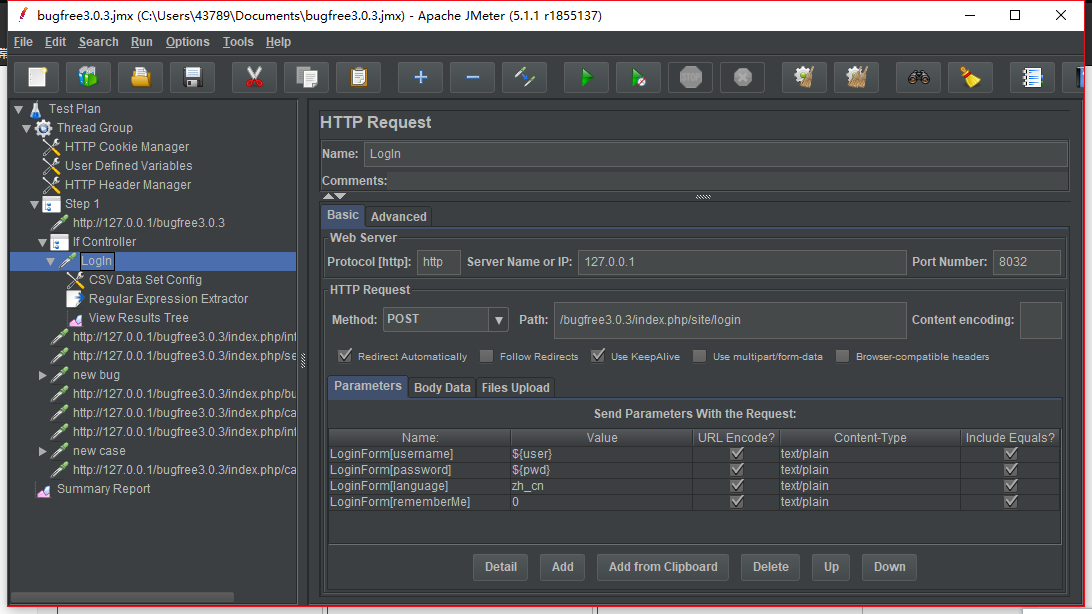 bugfree3.0.3.jmx (C:\Users\43789\Documents\bugfree3.0.3.jmx) - Apache JMeter (5.1.1 r1855137)
File Edit Search Run Options Tools Help
STOP
Test Plan
Thread Group
HTTP Cookie Manager
User Defined Variables
HTTP Header Manager
Step 1
http://127.0.0.1/bugfree3.0.3
If Controller
LogIn
CSV Data Set Config
Regular Expression Extractor
View Results Tree
http://127.0.0.1/bugfree3.0.3/index.php/inf
http://127.0.0.1/bugfree3.0.3/index.php/se
new bug
http://127.0.0.1/bugfree3.0.3/index.php/bu
http://127.0.0.1/bugfree3.0.3/index.php/ca
http://127.0.0.1/bugfree3.0.3/index.php/inf
new case
http://127.0.0.1/bugfree3.0.3/index.php/ca
Summary Report
HTTP Request
Name: LogIn
Comments:
Basic Advanced
Web Server
Protocol [http]: http Server Name or IP: 127.0.0.1 Port Number: 8032
HTTP Request
Method: POST Path: /bugfree3.0.3/index.php/site/login Content encoding:
Redirect Automatically Follow Redirects Use KeepAlive Use multipart/form-data Browser-compatible headers
Parameters Body Data Files Upload
Send Parameters With the Request:
Name: Value URL Encode? Content-Type Include Equals?
LoginForm[username] ${user} text/plain
LoginForm[password] ${pwd} text/plain
LoginForm[language] zh_cn text/plain
LoginForm[rememberMe] 0 text/plain
Detail Add Add from Clipboard Delete Up Down